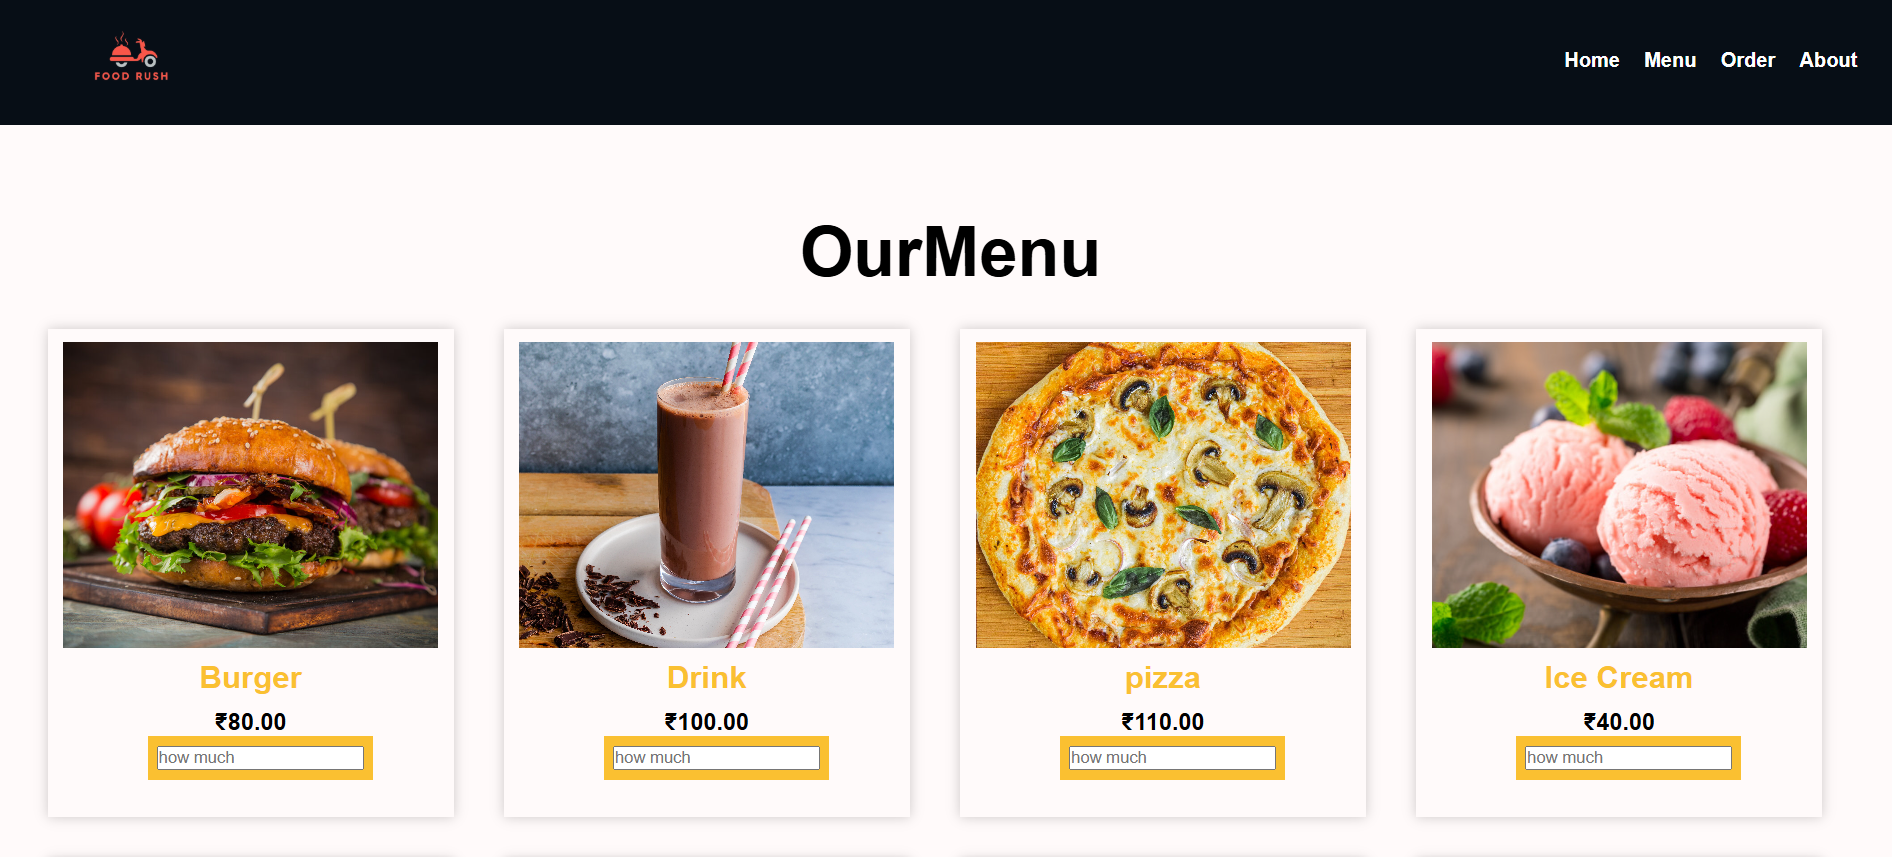 FOOD RUSH
Home Menu Order About
OurMenu
Burger
₹80.00
how much
Drink
₹100.00
how much
pizza
₹110.00
how much
Ice Cream
₹40.00
how much